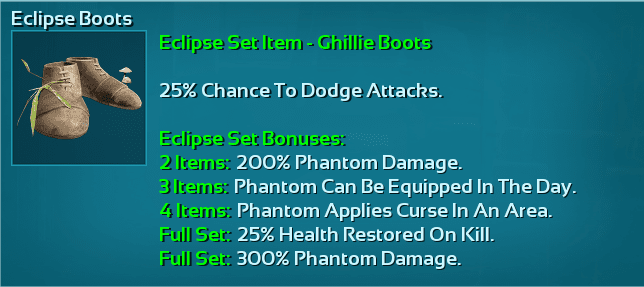 Eclipse Boots
Eclipse Set Item - Ghillie Boots
25% Chance To Dodge Attacks.
Eclipse Set Bonuses:
2 Items: 200% Phantom Damage.
3 Items: Phantom Can Be Equipped In The Day.
4 Items: Phantom Applies Curse In An Area.
Full Set: 25% Health Restored On Kill.
Full Set: 300% Phantom Damage.